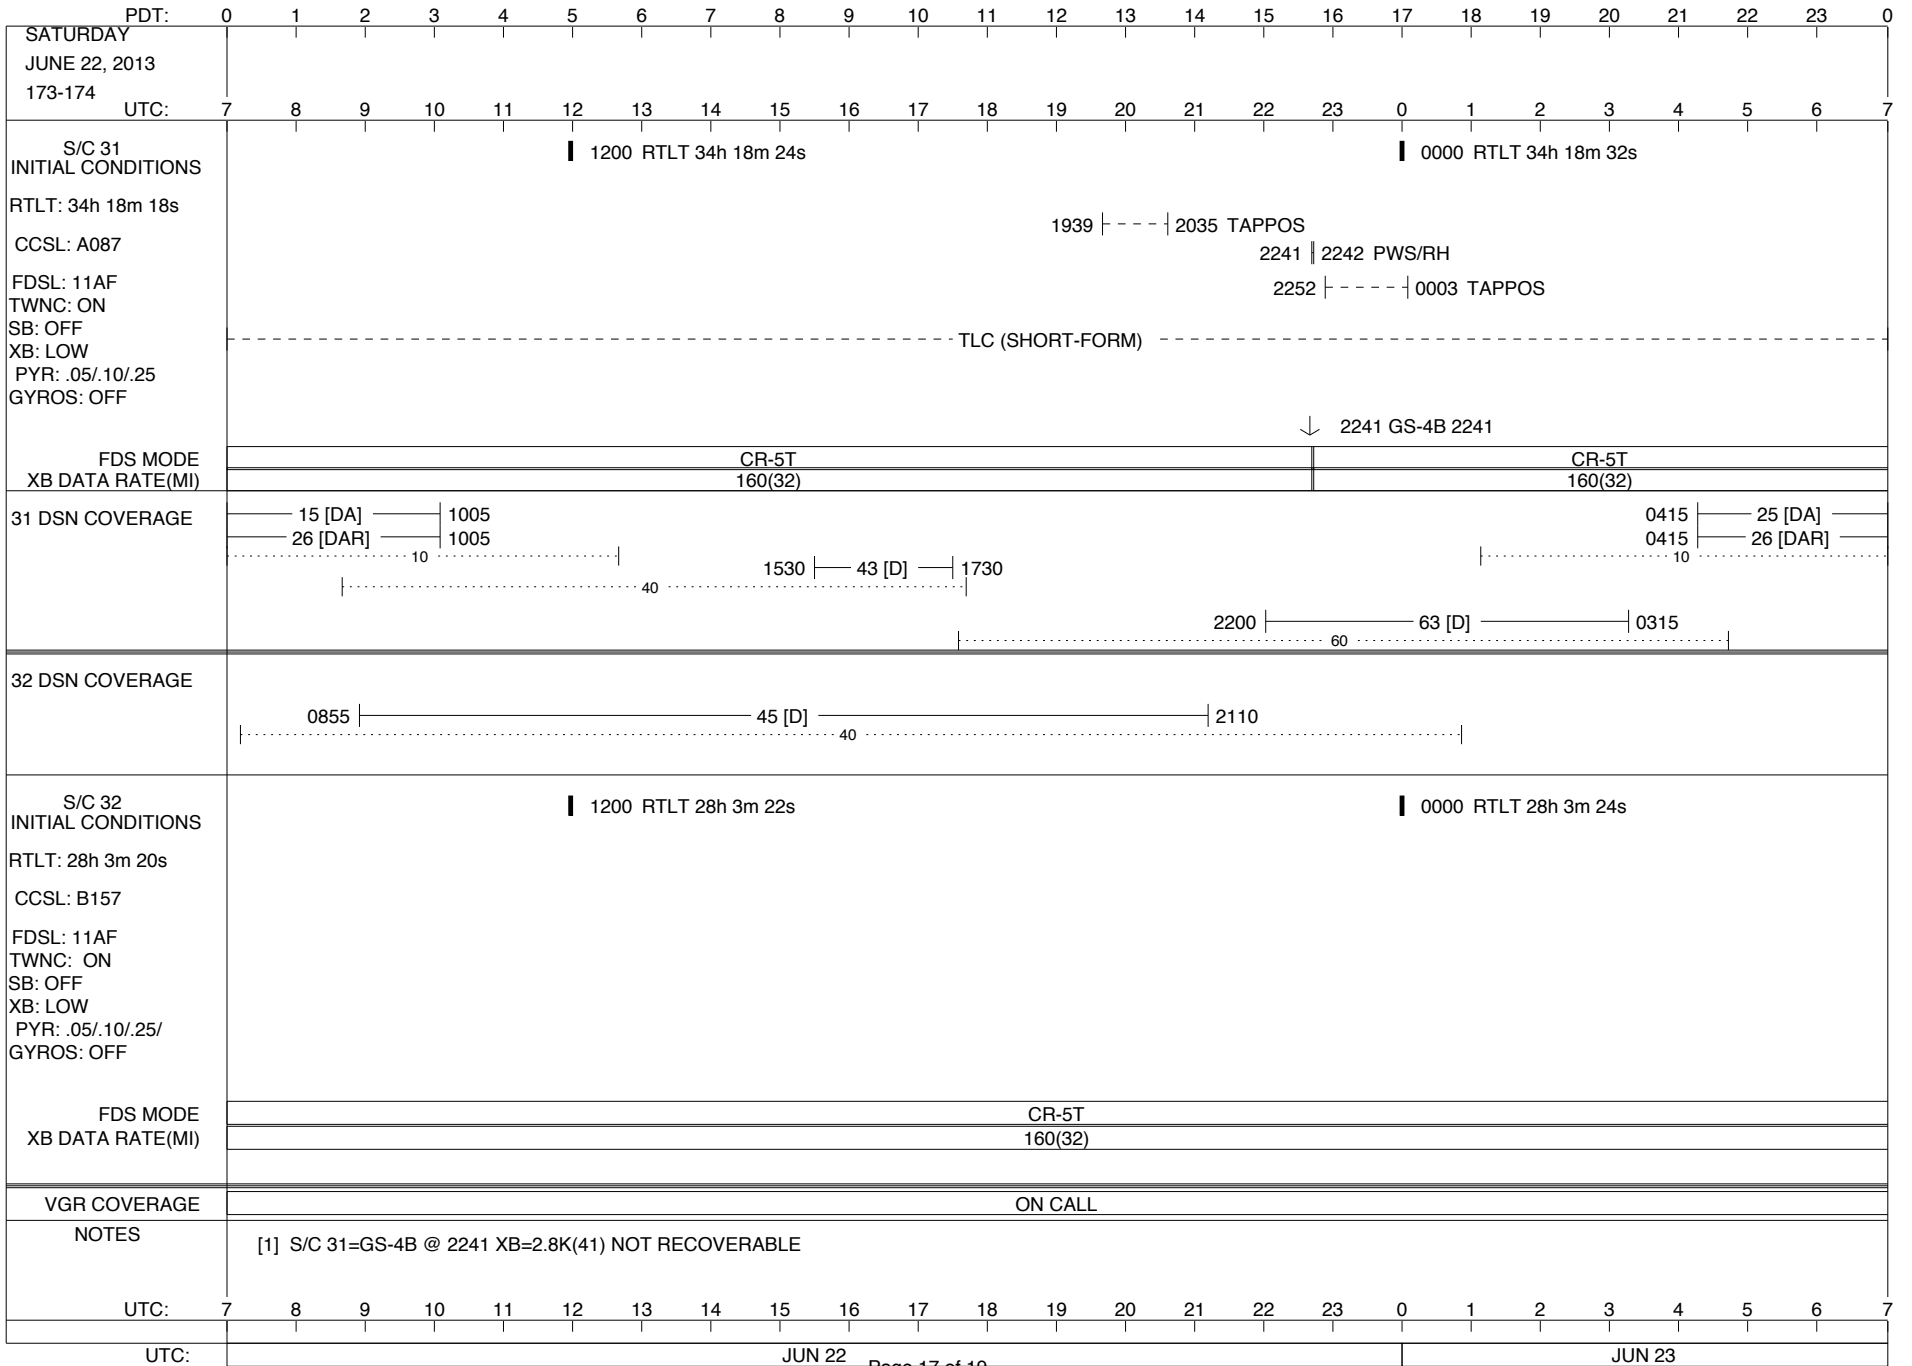 PDT: 0 1 2 3 4 5 6 7 8 9 10 11 12 13 14 15 16 17 18 19 20 21 22 23 0
SATURDAY
JUNE 22, 2013
173-174
UTC: 7 8 9 10 11 12 13 14 15 16 17 18 19 20 21 22 23 0 1 2 3 4 5 6 7
S/C 31
INITIAL CONDITIONS
1200 RTLT 34h 18m 24s
0000 RTLT 34h 18m 32s
RTLT: 34h 18m 18s
1939 2035 TAPPOS
CCSL: A087
2241 2242 PWS/RH
FDSL: 11AF
2252 0003 TAPPOS
TWNC: ON
SB: OFF
TLC (SHORT-FORM)
XB: LOW
PYR: .05/.10/.25
GYROS: OFF
2241 GS-4B 2241
FDS MODE CR-5T CR-5T
XB DATA RATE(MI) 160(32) 160(32)
31 DSN COVERAGE
15 [DA] 1005 0415 25 [DA]
26 [DAR] 1005 0415 26 [DAR]
10 10
1530 43 [D] 1730
40
2200 63 [D] 0315
60
32 DSN COVERAGE
0855 45 [D] 2110
40
S/C 32
INITIAL CONDITIONS
1200 RTLT 28h 3m 22s
0000 RTLT 28h 3m 24s
RTLT: 28h 3m 20s
CCSL: B157
FDSL: 11AF
TWNC: ON
SB: OFF
XB: LOW
PYR: .05/.10/.25/
GYROS: OFF
FDS MODE CR-5T
XB DATA RATE(MI) 160(32)
VGR COVERAGE ON CALL
NOTES
[1] S/C 31=GS-4B @ 2241 XB=2.8K(41) NOT RECOVERABLE
UTC: 7 8 9 10 11 12 13 14 15 16 17 18 19 20 21 22 23 0 1 2 3 4 5 6 7
UTC: JUN 22 JUN 23
Page 17 of 19